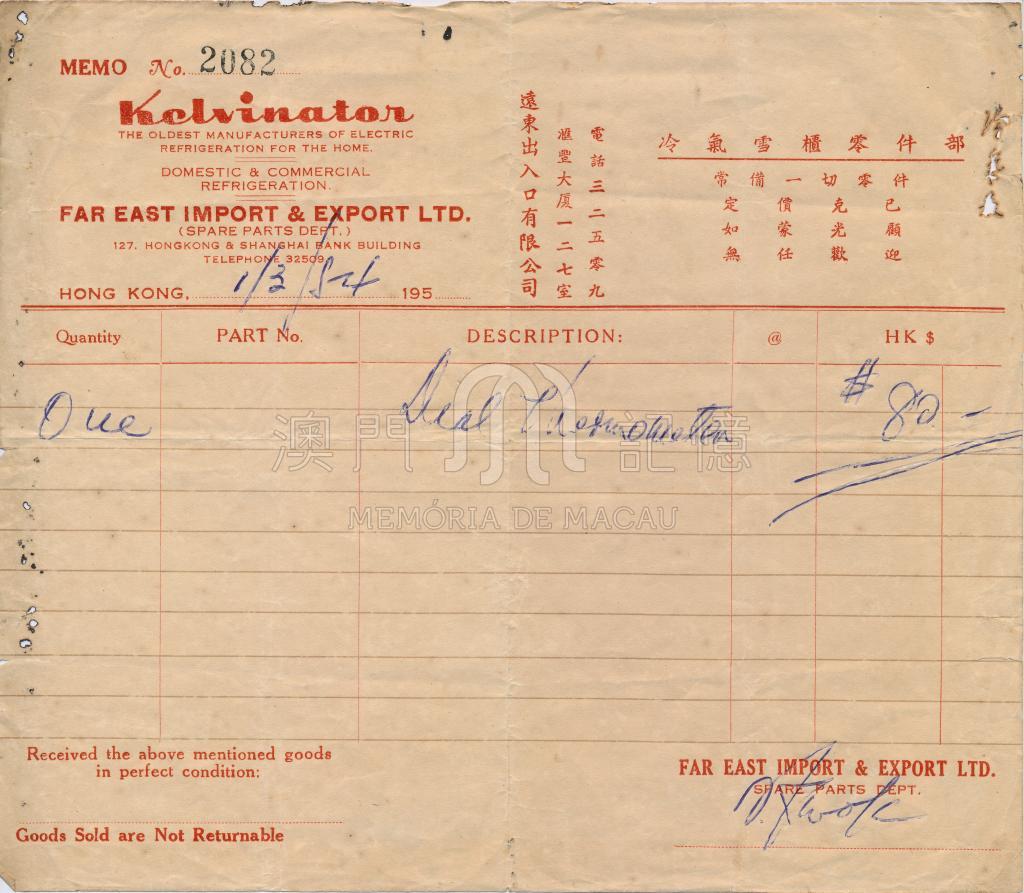 MEMO No. 2082
Kelvinator
THE OLDEST MANUFACTURERS OF ELECTRIC
REFRIGERATION FOR THE HOME.
DOMESTIC & COMMERCIAL
REFRIGERATION.
FAR EAST IMPORT & EXPORT LTD.
(SPARE PARTS DEPT.)
127. HONGKONG & SHANGHAI BANK BUILDING
TELEPHONE 32509
HONG KONG, 1/3/54 195
遠東出入口有限公司
滙豐大厦一二七室
電話三二五零九
冷氣雪櫃零件部
常備一切零件
定價克已
如蒙光顧
無任歡迎
Quantity PART No. DESCRIPTION: @ HK $
One Dial $ 80 -
澳門記憶
MEMÓRIA DE MACAU
Received the above mentioned goods
in perfect condition:
Goods Sold are Not Returnable
FAR EAST IMPORT & EXPORT LTD.
SPARE PARTS DEPT.